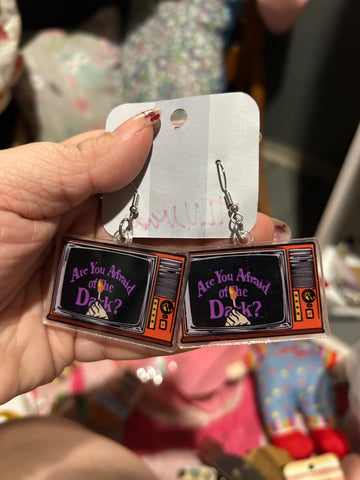 Are You Afraid
of the
Dark?
Are You Afraid
of the
Dark?